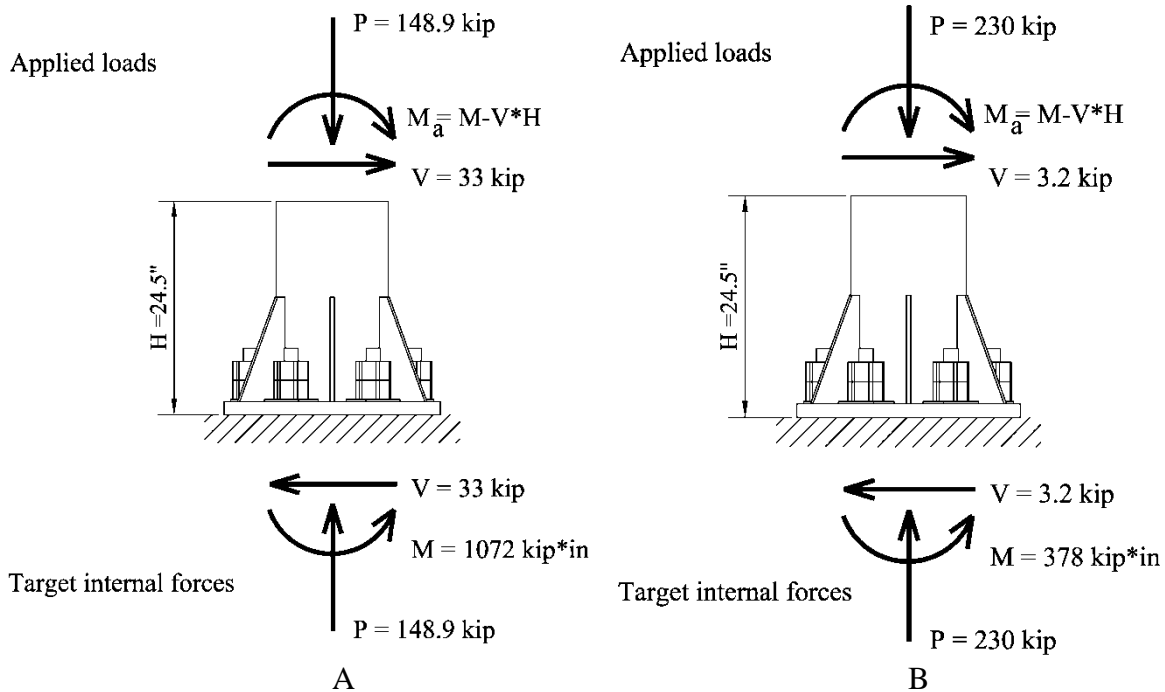 P = 148.9 kip
Applied loads
Mₐ= M-V*H
V = 33 kip
H =24.5"
V = 33 kip
M = 1072 kip*in
Target internal forces
P = 148.9 kip
A
P = 230 kip
Applied loads
Mₐ= M-V*H
V = 3.2 kip
H =24.5"
V = 3.2 kip
M = 378 kip*in
Target internal forces
P = 230 kip
B